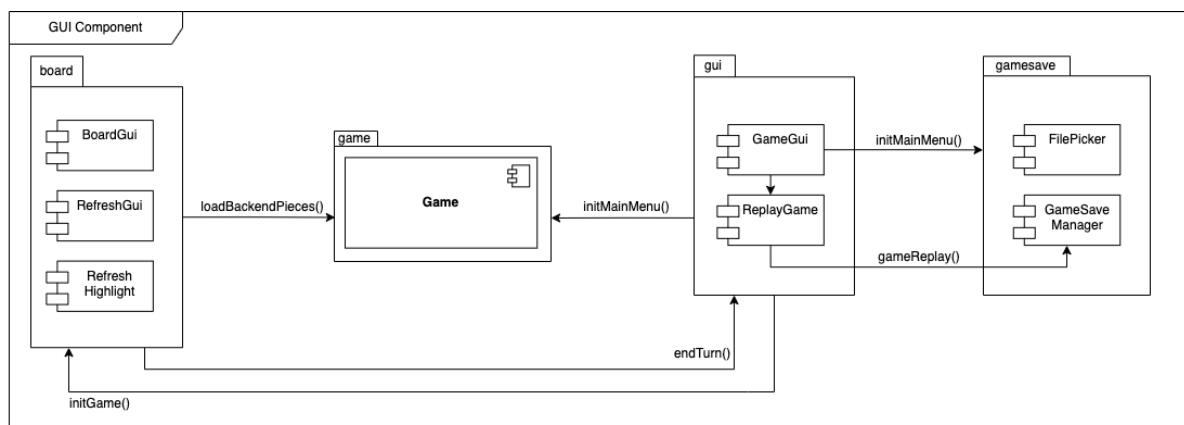 GUI Component
board
BoardGui
RefreshGui
Refresh
Highlight
loadBackendPieces()
game
Game
initMainMenu()
gui
GameGui
ReplayGame
initMainMenu()
gameReplay()
gamesave
FilePicker
GameSave
Manager
endTurn()
initGame()